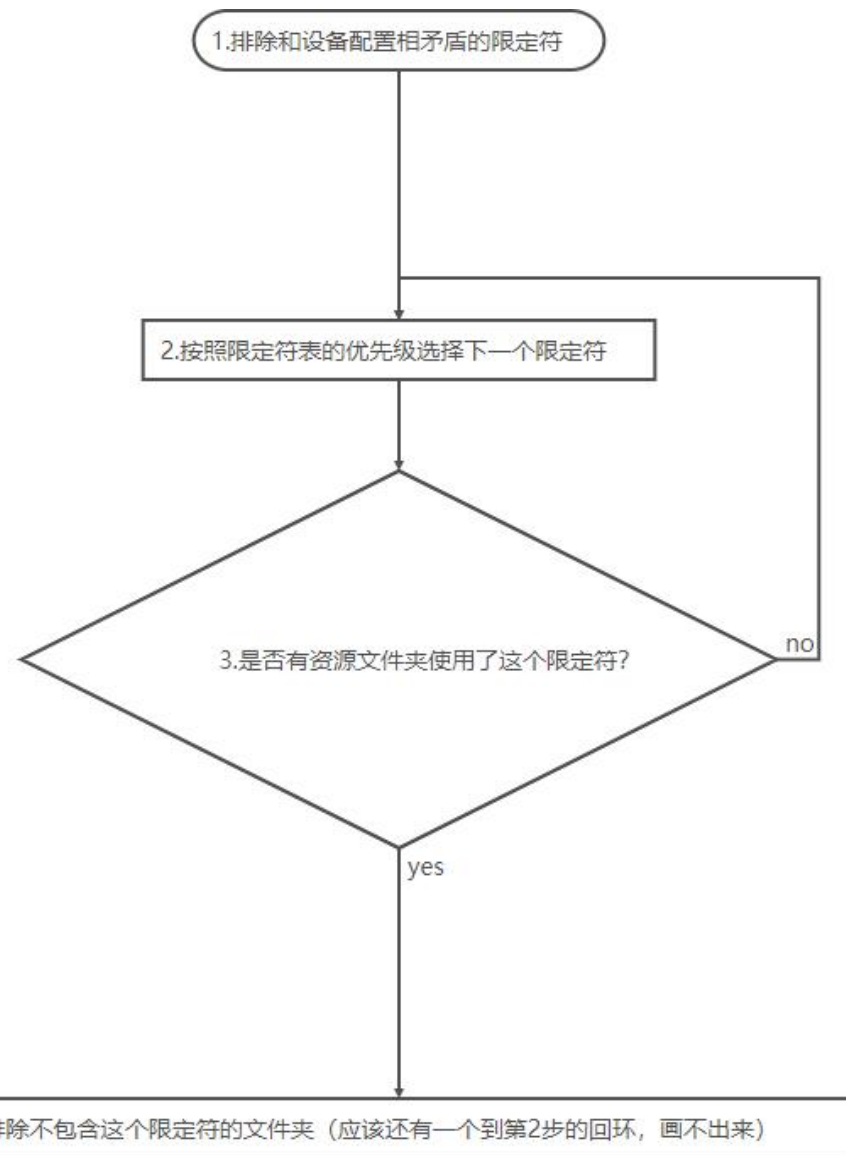 1.排除和设备配置相矛盾的限定符
2.按照限定符表的优先级选择下一个限定符
3.是否有资源文件夹使用了这个限定符?
no
yes
排除不包含这个限定符的文件夹（应该还有一个到第2步的回环，画不出来）